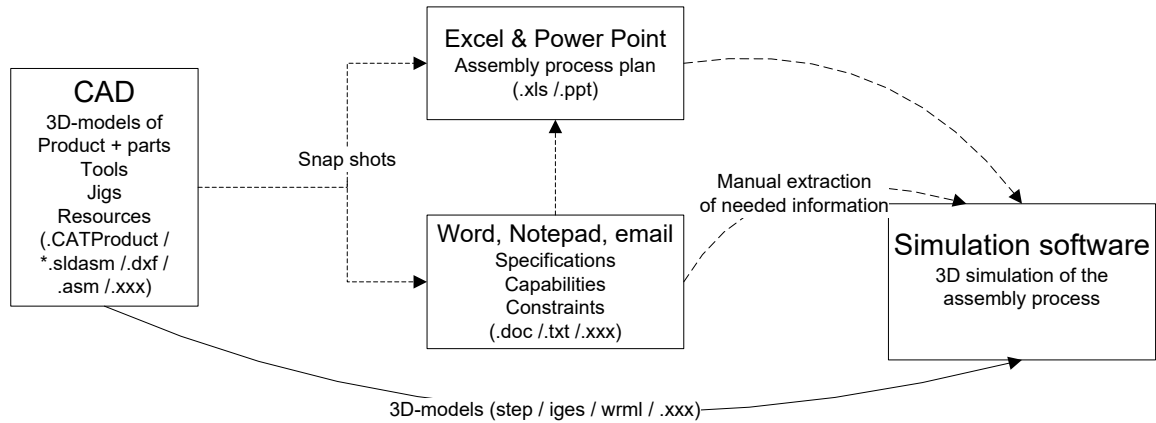 CAD
3D-models of
Product + parts
Tools
Jigs
Resources
(.CATProduct /
*.sldasm /.dxf /
.asm /.xxx)
Snap shots
Excel & Power Point
Assembly process plan
(.xls /.ppt)
Word, Notepad, email
Specifications
Capabilities
Constraints
(.doc /.txt /.xxx)
Manual extraction
of needed information
Simulation software
3D simulation of the
assembly process
3D-models (step / iges / wrml / .xxx)